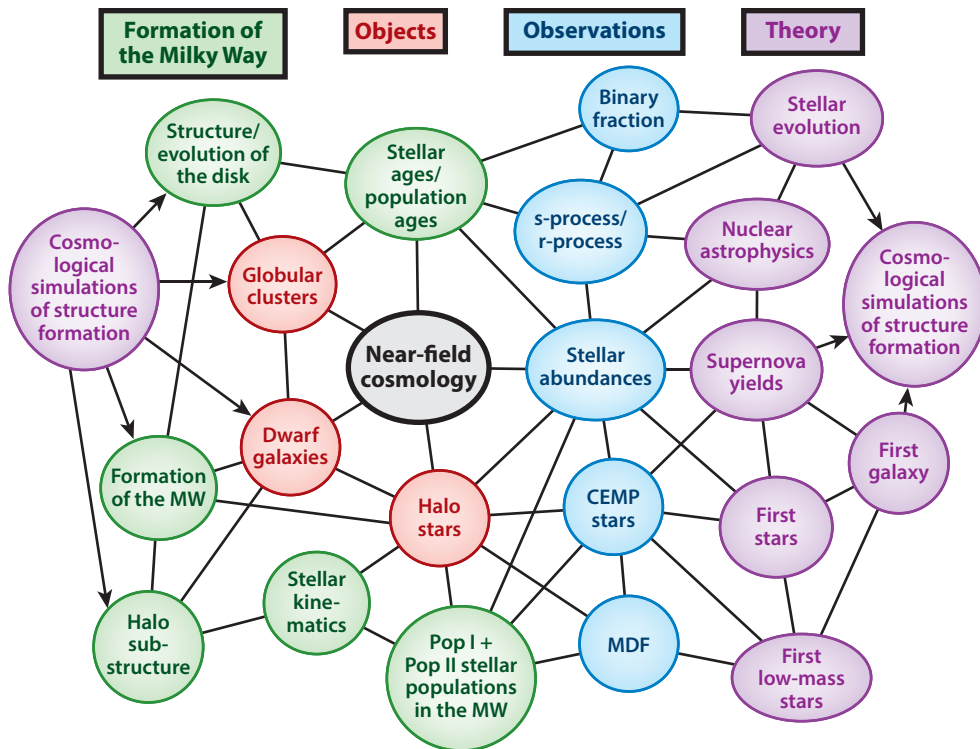 Formation of
the Milky Way
Objects
Observations
Theory
Structure/
evolution of
the disk
Stellar
ages/
population
ages
Binary
fraction
Stellar
evolution
s-process/
r-process
Nuclear
astrophysics
Cosmo-
logical
simulations
of structure
formation
Globular
clusters
Cosmo-
logical
simulations
of structure
formation
Near-field
cosmology
Stellar
abundances
Supernova
yields
Dwarf
galaxies
First
galaxy
Formation
of the MW
Halo
stars
CEMP
stars
First
stars
Stellar
kine-
matics
Halo
sub-
structure
Pop I +
Pop II stellar
populations
in the MW
MDF
First
low-mass
stars